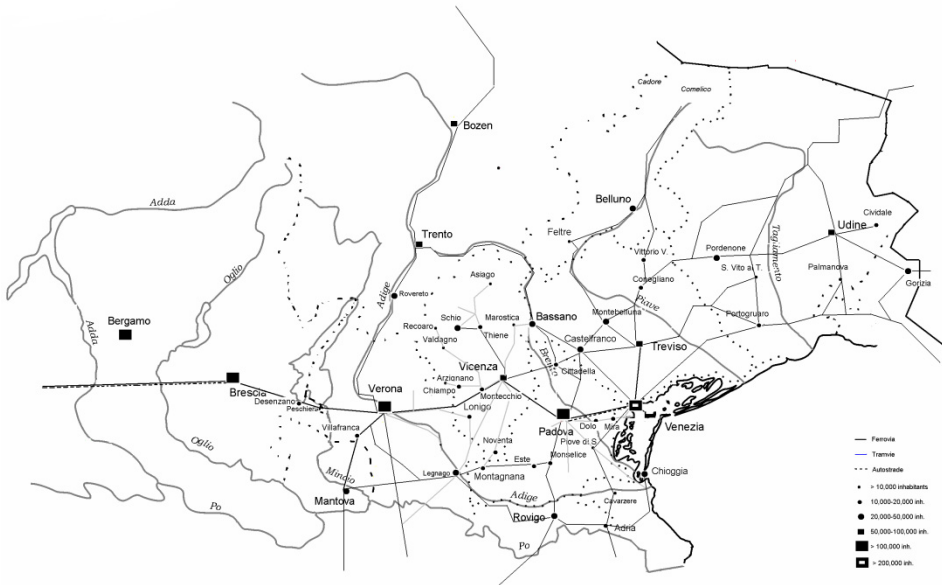 Cadore
Comelico
Bozen
Adda
Belluno
Cividale
Udine
Feltre
Trento
Tagliamento
Oglio
Vittorio V.
Pordenone
Asiago
S. Vito al T.
Palmanova
Gorizia
Conegliano
Adige
Rovereto
Piave
Adda
Bergamo
Schio
Marostica
Bassano
Montebelluna
Portogruaro
Recoaro
Thiene
Valdagno
Castelfranco
Treviso
Brenta
Vicenza
Cittadella
Arzignano
Brescia
Verona
Chiampo
Montecchio
Desenzano
Peschiera
Lonigo
Padova
Dolo
Mira
Venezia
Villafranca
Noventa
Piove di S.
Oglio
Este
Monselice
Mincio
Legnago
Montagnana
Chioggia
Mantova
Adige
Cavarzere
Po
Rovigo
Adria
Po
Ferrovia
Tramvie
Autostrade
> 10,000 inhabitants
10,000-20,000 inh.
20,000-50,000 inh.
50,000-100,000 inh.
> 100,000 inh.
> 200,000 inh.